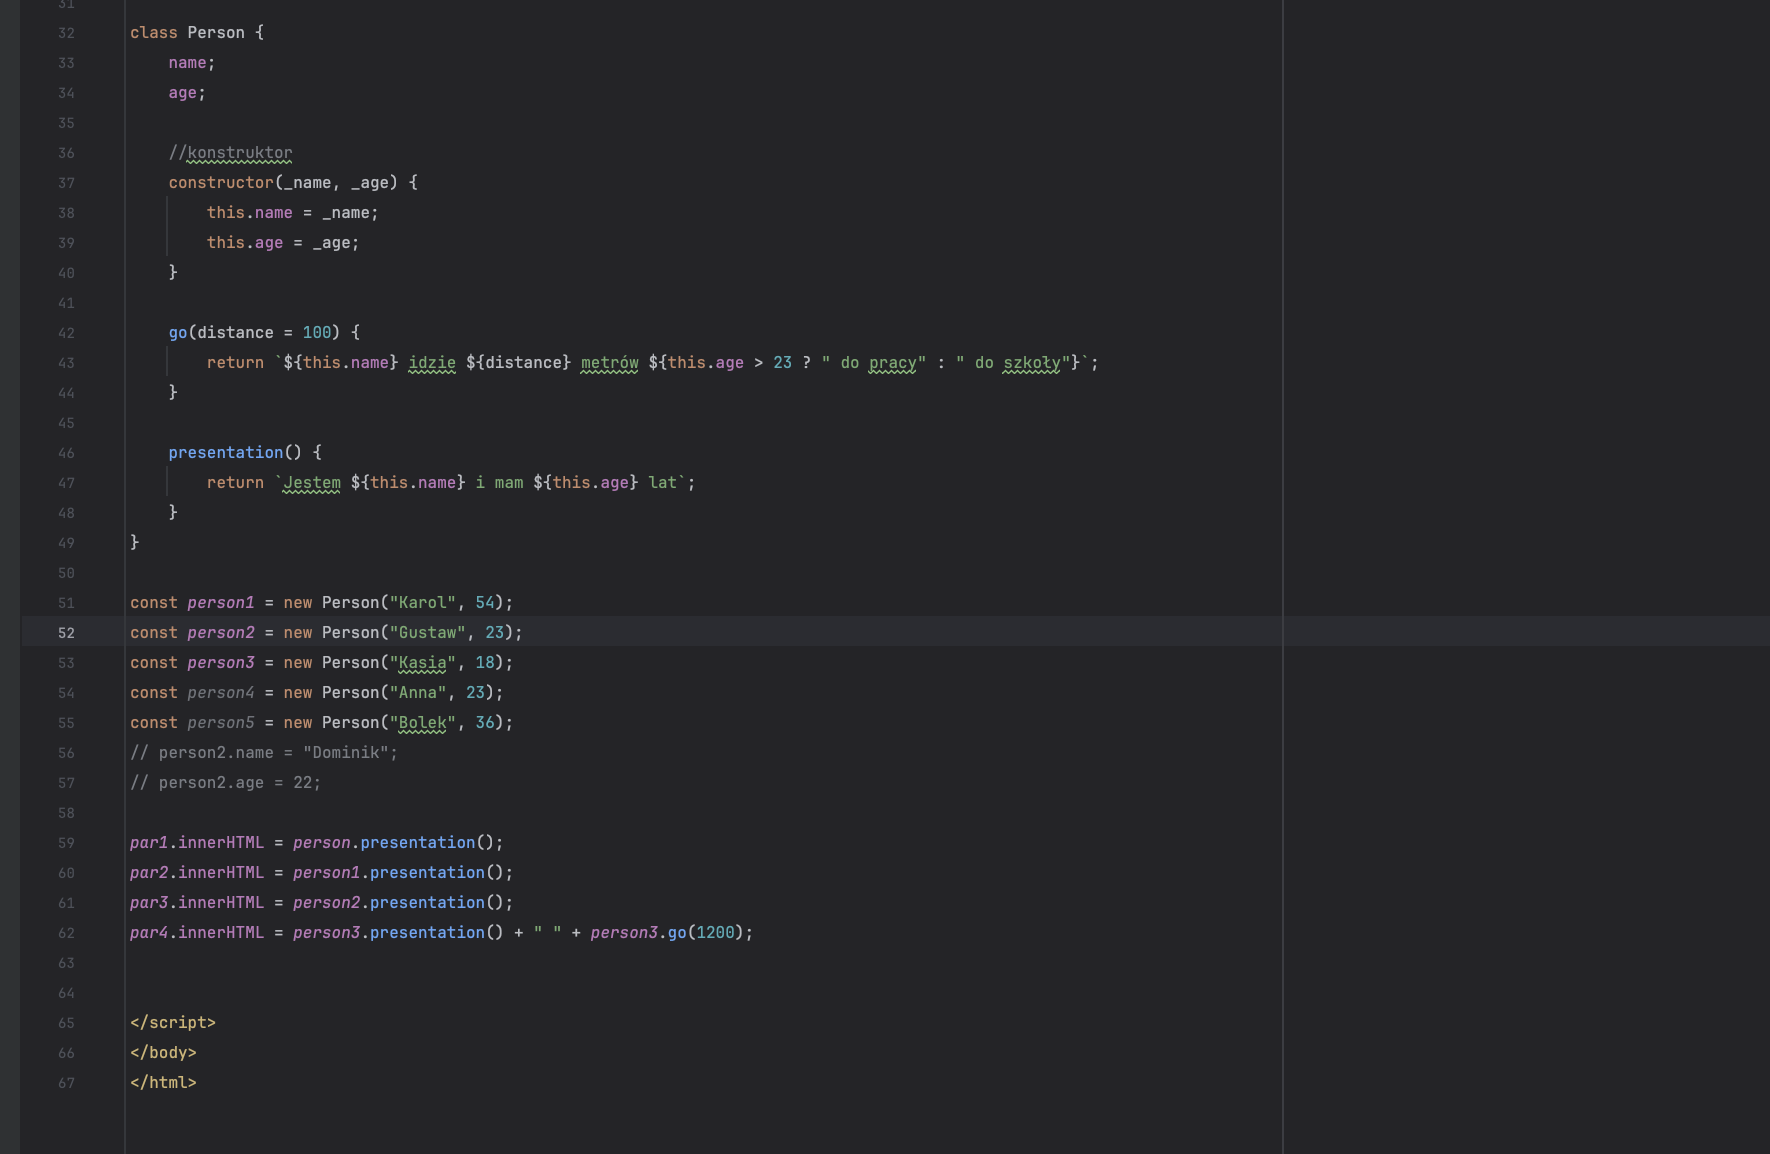 31
32 class Person {
33 name;
34 age;
35
36 //konstruktor
37 constructor(_name, _age) {
38 this.name = _name;
39 this.age = _age;
40 }
41
42 go(distance = 100) {
43 return `${this.name} idzie ${distance} metrów ${this.age > 23 ? " do pracy" : " do szkoły"}`;
44 }
45
46 presentation() {
47 return `Jestem ${this.name} i mam ${this.age} lat`;
48 }
49 }
50
51 const person1 = new Person("Karol", 54);
52 const person2 = new Person("Gustaw", 23);
53 const person3 = new Person("Kasia", 18);
54 const person4 = new Person("Anna", 23);
55 const person5 = new Person("Bolek", 36);
56 // person2.name = "Dominik";
57 // person2.age = 22;
58
59 par1.innerHTML = person.presentation();
60 par2.innerHTML = person1.presentation();
61 par3.innerHTML = person2.presentation();
62 par4.innerHTML = person3.presentation() + " " + person3.go(1200);
63
64
65 </script>
66 </body>
67 </html>